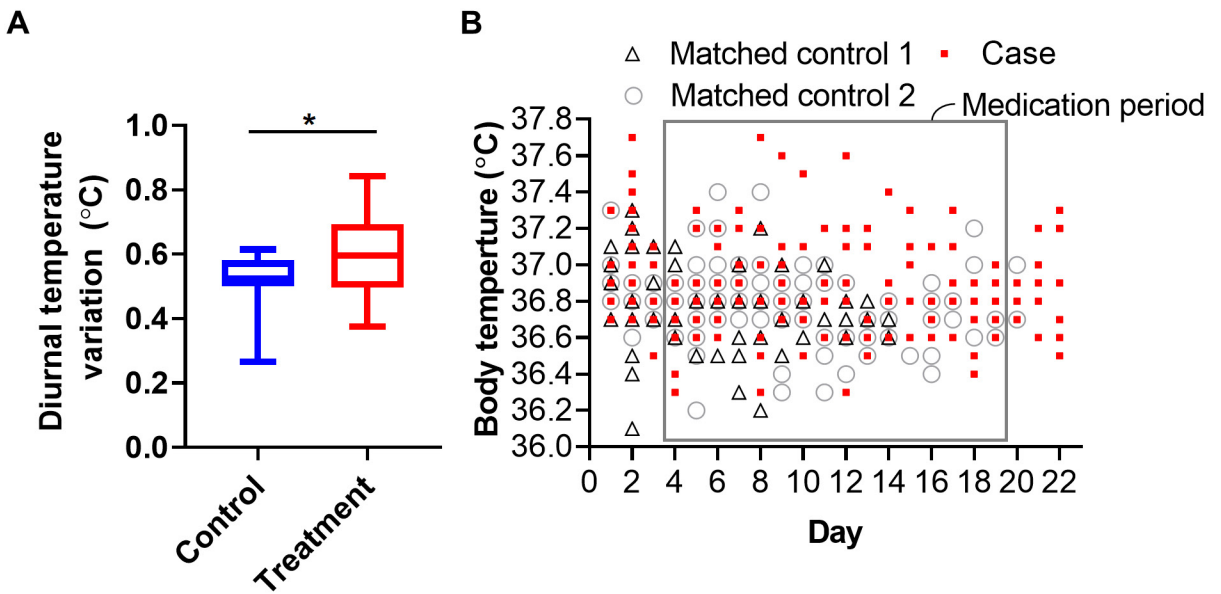 A
B
Matched control 1
Case
Matched control 2
Medication period
Diurnal temperature
variation (°C)
1.0
0.8
0.6
0.4
0.2
0.0
*
Control
Treatment
Body tmperture (°C)
37.8
37.6
37.4
37.2
37.0
36.8
36.6
36.4
36.2
36.0
0 2 4 6 8 10 12 14 16 18 20 22
Day